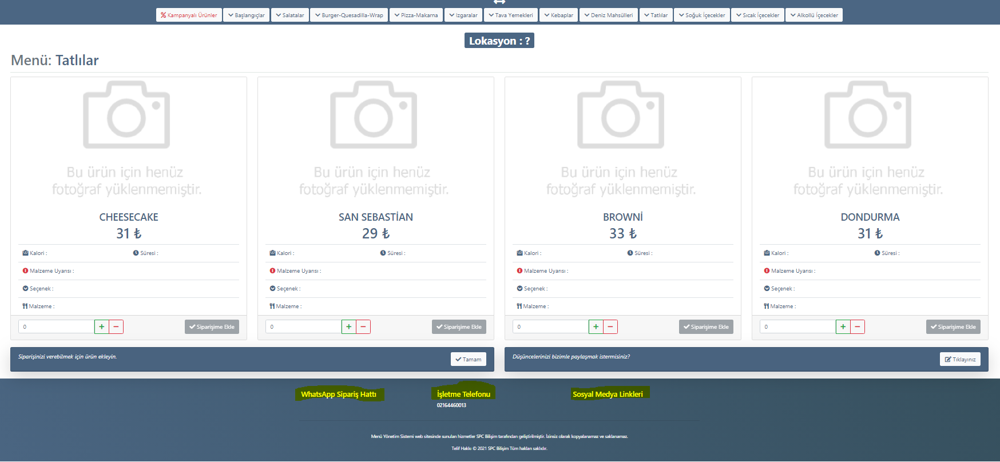 Kampanyalı Ürünler Başlangıçlar Salatalar Burger-Quesadilla-Wrap Pizza-Makarna Izgaralar Tava Yemekleri Kebaplar Deniz Mahsülleri Tatlılar Soğuk İçecekler Sıcak İçecekler Alkollü İçecekler
Lokasyon : ?
Menü: Tatlılar
Bu ürün için henüz
fotoğraf yüklenmemiştir.
CHEESECAKE
31 ₺
Kalori : Süresi :
Malzeme Uyarısı :
Seçenek :
Malzeme :
0 + − Siparişime Ekle
Bu ürün için henüz
fotoğraf yüklenmemiştir.
SAN SEBASTİAN
29 ₺
Kalori : Süresi :
Malzeme Uyarısı :
Seçenek :
Malzeme :
0 + − Siparişime Ekle
Bu ürün için henüz
fotoğraf yüklenmemiştir.
BROWNİ
33 ₺
Kalori : Süresi :
Malzeme Uyarısı :
Seçenek :
Malzeme :
0 + − Siparişime Ekle
Bu ürün için henüz
fotoğraf yüklenmemiştir.
DONDURMA
31 ₺
Kalori : Süresi :
Malzeme Uyarısı :
Seçenek :
Malzeme :
0 + − Siparişime Ekle
Siparişinizi verebilmek için ürün ekleyin. Tamam
Düşüncelerinizi bizimle paylaşmak istermisiniz? Tıklayınız
WhatsApp Sipariş Hattı
İşletme Telefonu
02164460013
Sosyal Medya Linkleri
Menü Yönetim Sistemi web sitesinde sunulan hizmetler SPC Bilişim tarafından geliştirilmiştir. İzinsiz olarak kopyalanamaz ve saklanamaz.
Telif Hakkı © 2021 SPC Bilişim Tüm hakları saklıdır.